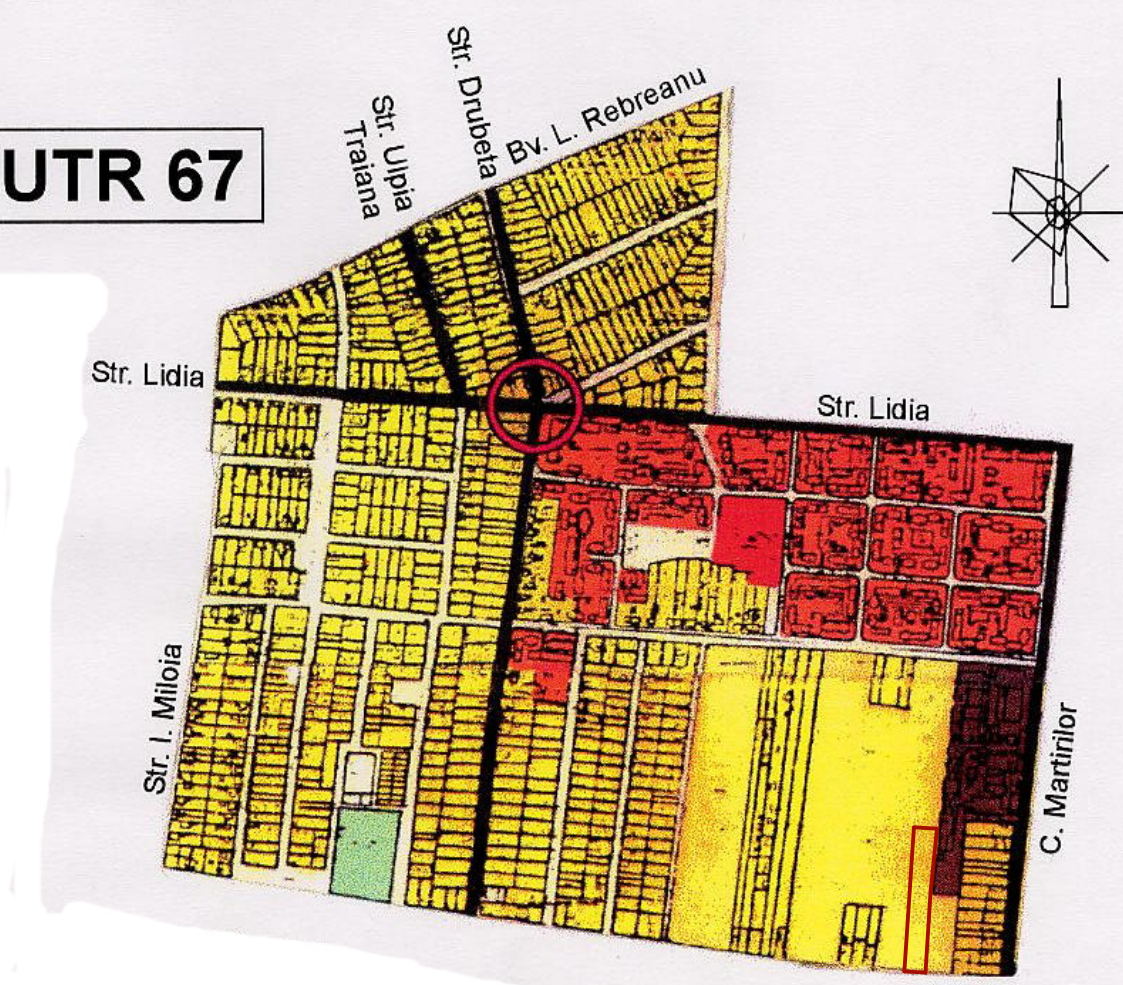 UTR 67
Str. Drubeta
Bv. L. Rebreanu
Str. Ulpia
Traiana
Str. Lidia
Str. Lidia
Str. I. Miloia
C. Martirilor